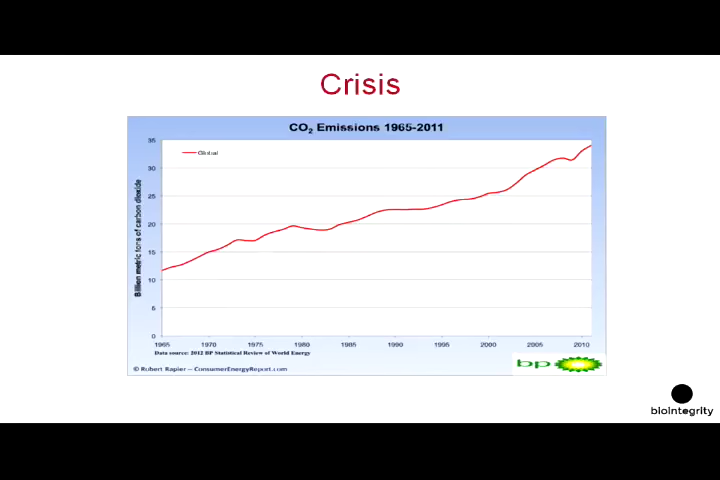 Crisis
CO₂ Emissions 1965-2011
Global
Billion metric tons of carbon dioxide
35
30
25
20
15
10
5
0
1965 1970 1975 1980 1985 1990 1995 2000 2005 2010
Data source: 2012 BP Statistical Review of World Energy
© Robert Rapier – ConsumerEnergyReport.com
bp
bioIntegrity